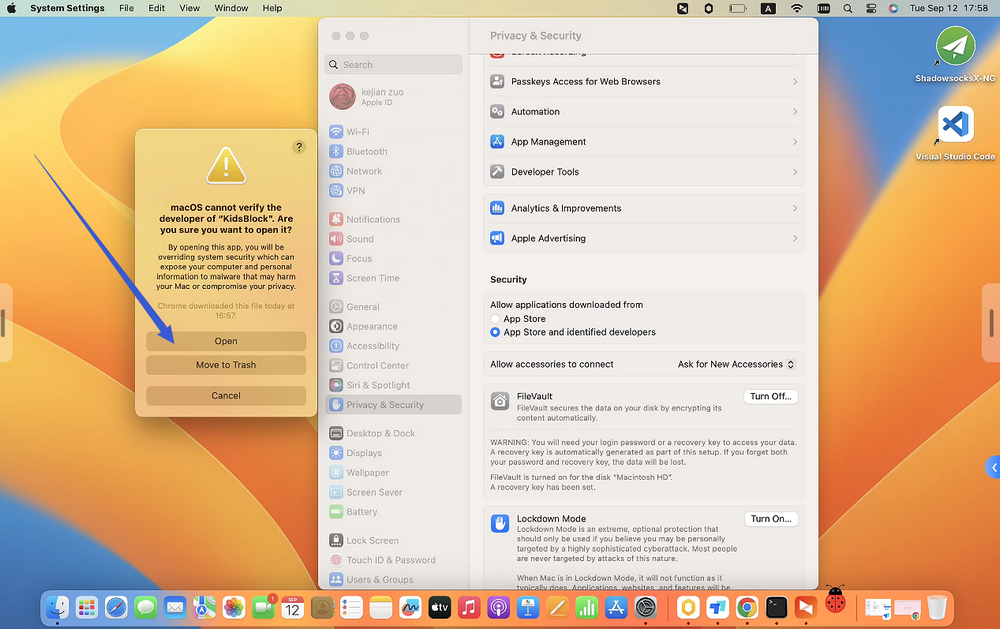 System Settings File Edit View Window Help
A
Tue Sep 12 17:58
ShadowsocksX-NG
Visual Studio Code
?
macOS cannot verify the
developer of “KidsBlock”. Are
you sure you want to open it?
By opening this app, you will be
overriding system security which can
expose your computer and personal
information to malware that may harm
your Mac or compromise your privacy.
Chrome downloaded this file today at
16:57.
Open
Move to Trash
Cancel
Search
kejian zuo
Apple ID
Wi-Fi
Bluetooth
Network
VPN
Notifications
Sound
Focus
Screen Time
General
Appearance
Accessibility
Control Center
Siri & Spotlight
Privacy & Security
Desktop & Dock
Displays
Wallpaper
Screen Saver
Battery
Lock Screen
Touch ID & Password
Users & Groups
Privacy & Security
Screen Recording
Passkeys Access for Web Browsers
Automation
App Management
Developer Tools
Analytics & Improvements
Apple Advertising
Security
Allow applications downloaded from
App Store
App Store and identified developers
Allow accessories to connect Ask for New Accessories
FileVault Turn Off...
FileVault secures the data on your disk by encrypting its
content automatically.
WARNING: You will need your login password or a recovery key to access your data.
A recovery key is automatically generated as part of this setup. If you forget both
your password and recovery key, the data will be lost.
FileVault is turned on for the disk “Macintosh HD”.
A recovery key has been set.
Lockdown Mode Turn On...
Lockdown Mode is an extreme, optional protection that
should only be used if you believe you may be personally
targeted by a highly sophisticated cyberattack. Most people
are never targeted by attacks of this nature.
When Mac is in Lockdown Mode, it will not function as it
typically does. Applications, websites, and features will be
1
SEP
12
tv